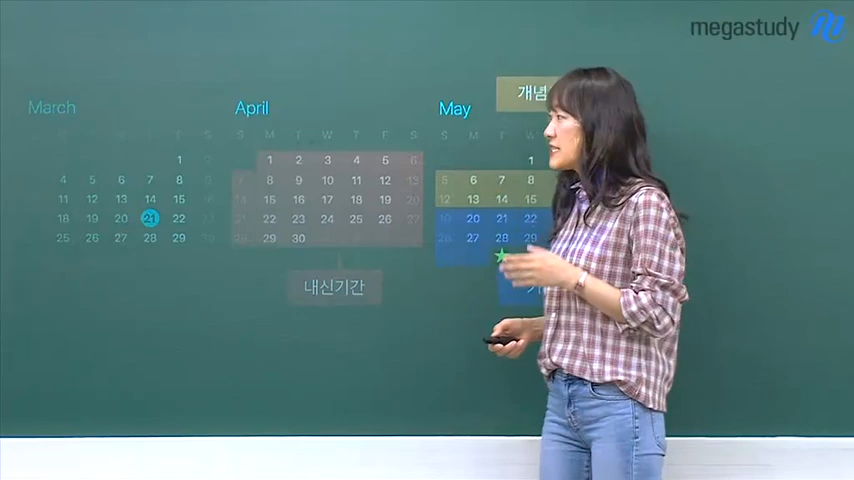 megastudy
개념
March
April
May
S M T W T F S
S M T W
1
1 2 3 4 5 6
1
4 5 6 7 8
8 9 10 11 12 13
5 6 7 8
11 12 13 14 15
15 16 17 18 19 20
12 13 14 15
18 19 20 21 22
22 23 24 25 26
19 20 21 22
25 26 27 28 29
29 30
26 27 28 29
내신기간